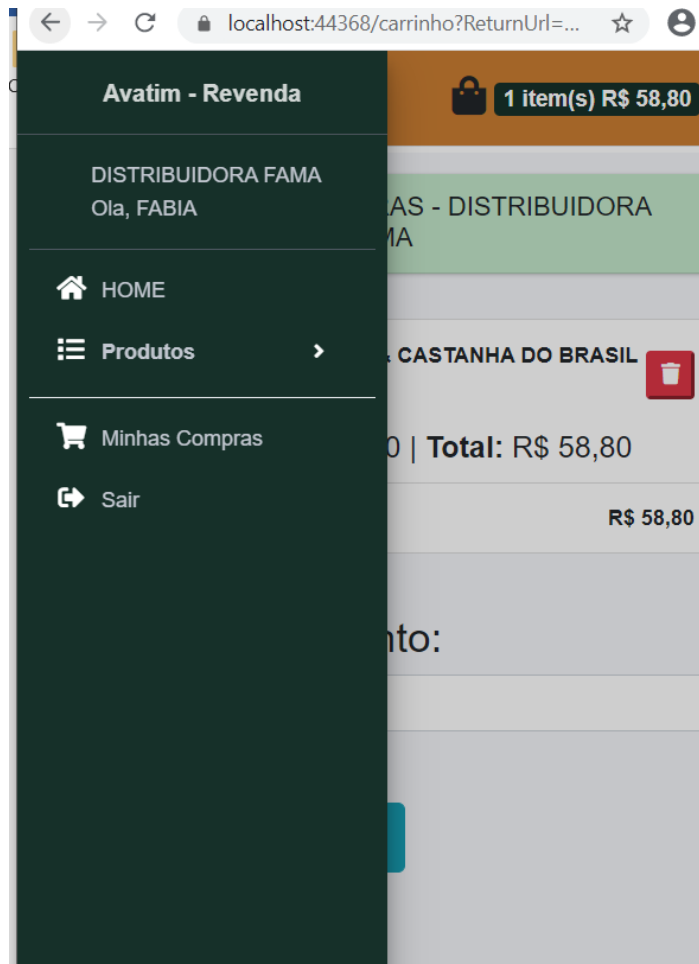 localhost:44368/carrinho?ReturnUrl=...
Avatim - Revenda
1 item(s) R$ 58,80
DISTRIBUIDORA FAMA
Ola, FABIA
AS - DISTRIBUIDORA
MA
HOME
Produtos
CASTANHA DO BRASIL
Minhas Compras
0 | Total: R$ 58,80
Sair
R$ 58,80
nto: